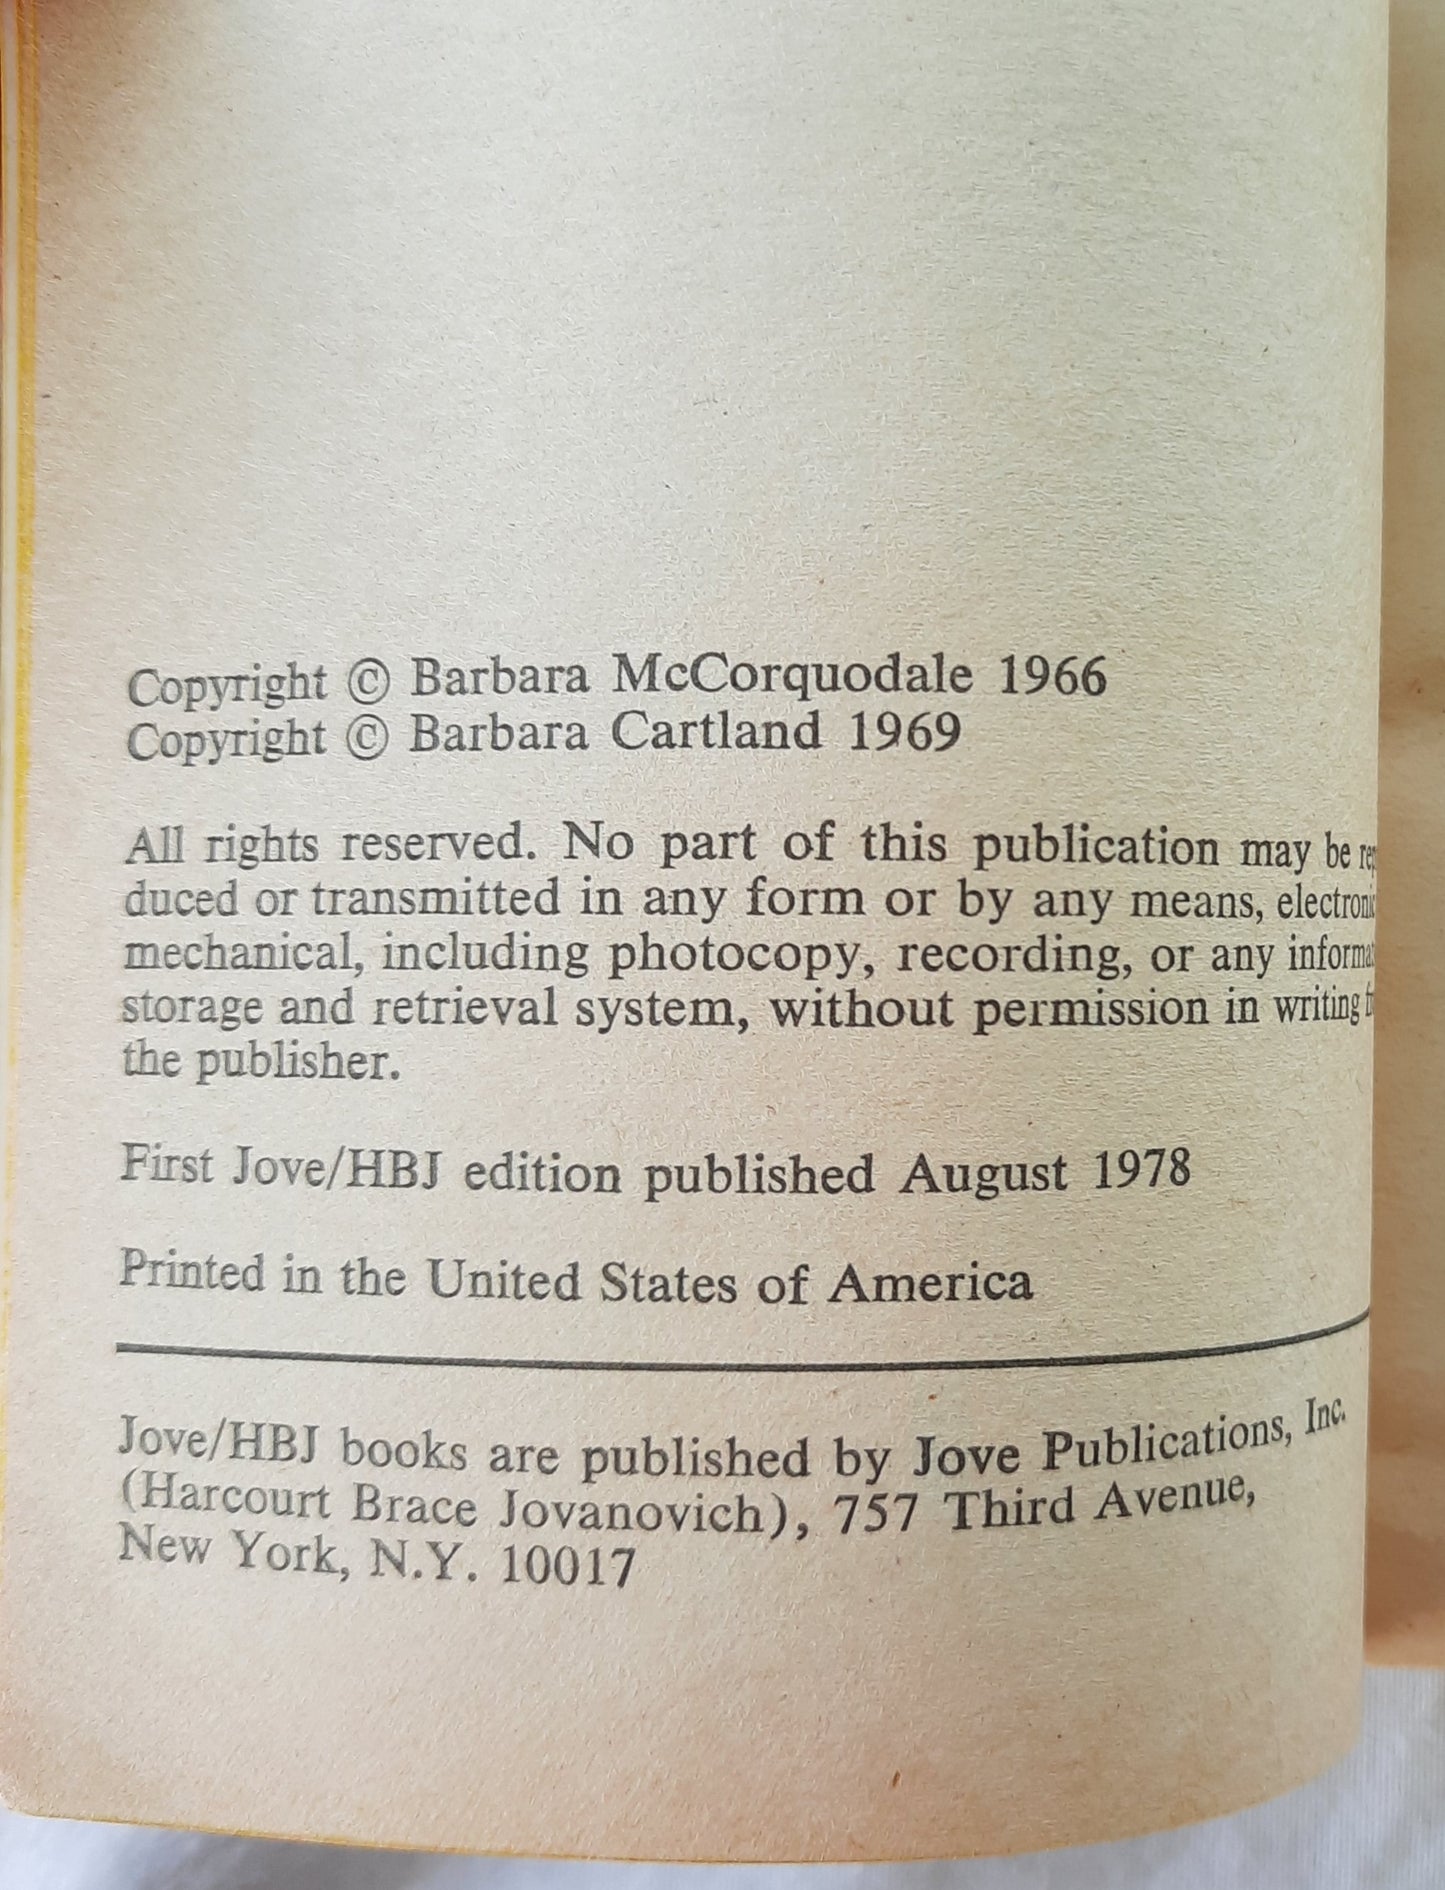 Copyright © Barbara McCorquodale 1966
Copyright © Barbara Cartland 1969
All rights reserved. No part of this publication may be
duced or transmitted in any form or by any means,
mechanical, including photocopy, recording, or any
storage and retrieval system, without permission in writing
the publisher.
First Jove/HBJ edition published August 1978
Printed in the United States of America
Jove/HBJ books are published by Jove Publications, Inc.
(Harcourt Brace Jovanovich), 757 Third Avenue,
New York, N.Y. 10017